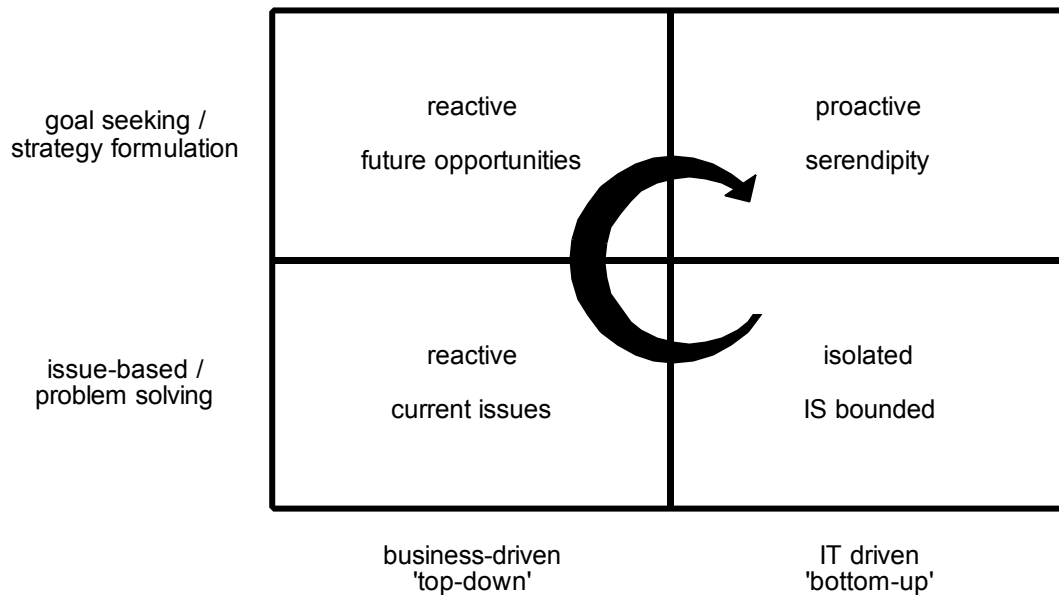 reactive
proactive
goal seeking /
strategy formulation
future opportunities
serendipity
reactive
isolated
issue-based /
problem solving
current issues
IS bounded
business-driven
'top-down'
IT driven
'bottom-up'